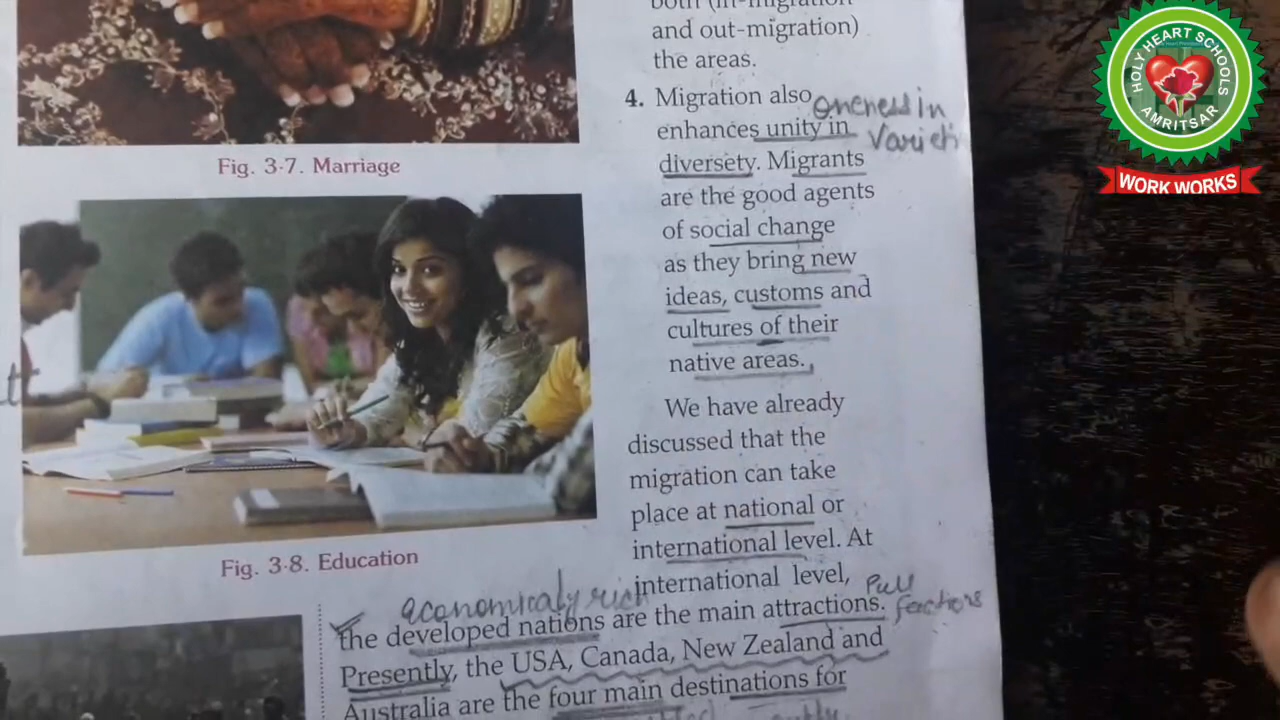 both (in-migration
and out-migration)
the areas.
4. Migration also oneness in
enhances unity in
diversety. Migrants
are the good agents
of social change
as they bring new
ideas, customs and
cultures of their
native areas.
We have already
discussed that the
migration can take
place at national or
international level. At
international level, Pull
economicaly rich
the developed nations are the main attractions.
Presently, the USA, Canada, New Zealand and
Australia are the four main destinations for
Fig. 3·7. Marriage
Fig. 3·8. Education
HOLY HEART SCHOOLS
AMRITSAR
WORK WORKS